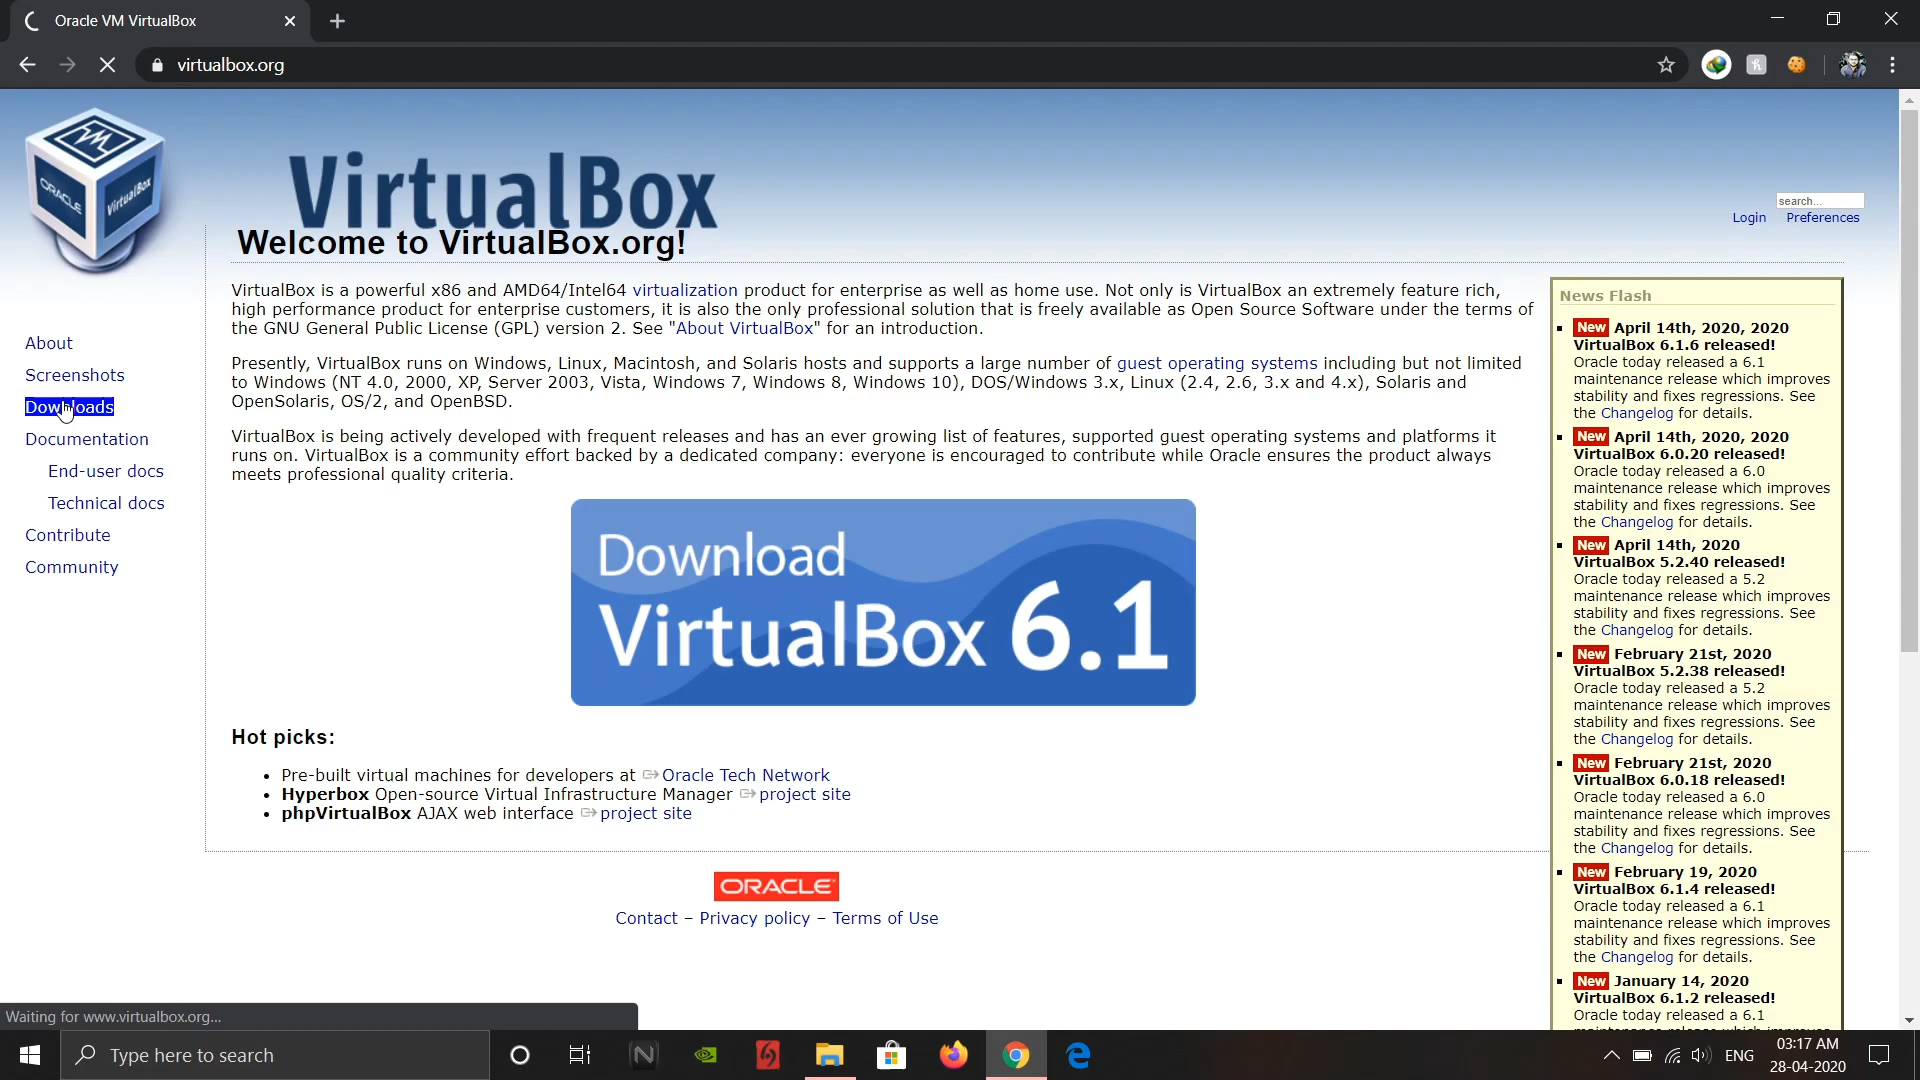 Oracle VM VirtualBox
virtualbox.org
ORACLE
VirtualBox
VirtualBox
search...
Login Preferences
Welcome to VirtualBox.org!
About
Screenshots
Downloads
Documentation
End-user docs
Technical docs
Contribute
Community
VirtualBox is a powerful x86 and AMD64/Intel64 virtualization product for enterprise as well as home use. Not only is VirtualBox an extremely feature rich,
high performance product for enterprise customers, it is also the only professional solution that is freely available as Open Source Software under the terms of
the GNU General Public License (GPL) version 2. See "About VirtualBox" for an introduction.
Presently, VirtualBox runs on Windows, Linux, Macintosh, and Solaris hosts and supports a large number of guest operating systems including but not limited
to Windows (NT 4.0, 2000, XP, Server 2003, Vista, Windows 7, Windows 8, Windows 10), DOS/Windows 3.x, Linux (2.4, 2.6, 3.x and 4.x), Solaris and
OpenSolaris, OS/2, and OpenBSD.
VirtualBox is being actively developed with frequent releases and has an ever growing list of features, supported guest operating systems and platforms it
runs on. VirtualBox is a community effort backed by a dedicated company: everyone is encouraged to contribute while Oracle ensures the product always
meets professional quality criteria.
Download
VirtualBox 6.1
Hot picks:
• Pre-built virtual machines for developers at Oracle Tech Network
• Hyperbox Open-source Virtual Infrastructure Manager project site
• phpVirtualBox AJAX web interface project site
ORACLE
Contact – Privacy policy – Terms of Use
News Flash
New April 14th, 2020, 2020
VirtualBox 6.1.6 released!
Oracle today released a 6.1
maintenance release which improves
stability and fixes regressions. See
the Changelog for details.
New April 14th, 2020, 2020
VirtualBox 6.0.20 released!
Oracle today released a 6.0
maintenance release which improves
stability and fixes regressions. See
the Changelog for details.
New April 14th, 2020
VirtualBox 5.2.40 released!
Oracle today released a 5.2
maintenance release which improves
stability and fixes regressions. See
the Changelog for details.
New February 21st, 2020
VirtualBox 5.2.38 released!
Oracle today released a 5.2
maintenance release which improves
stability and fixes regressions. See
the Changelog for details.
New February 21st, 2020
VirtualBox 6.0.18 released!
Oracle today released a 6.0
maintenance release which improves
stability and fixes regressions. See
the Changelog for details.
New February 19, 2020
VirtualBox 6.1.4 released!
Oracle today released a 6.1
maintenance release which improves
stability and fixes regressions. See
the Changelog for details.
New January 14, 2020
VirtualBox 6.1.2 released!
Oracle today released a 6.1
Waiting for www.virtualbox.org...
Type here to search
ENG
03:17 AM
28-04-2020